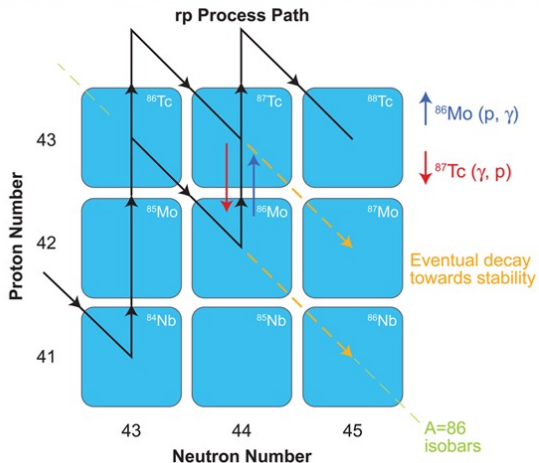 rp Process Path
⁸⁶Tc
⁸⁷Tc
⁸⁸Tc
⁸⁶Mo (p, γ)
43
⁸⁷Tc (γ, p)
⁸⁵Mo
⁸⁶Mo
⁸⁷Mo
42
Eventual decay
towards stability
⁸⁴Nb
⁸⁵Nb
⁸⁶Nb
41
43
44
45
A=86
isobars
Neutron Number
Proton Number